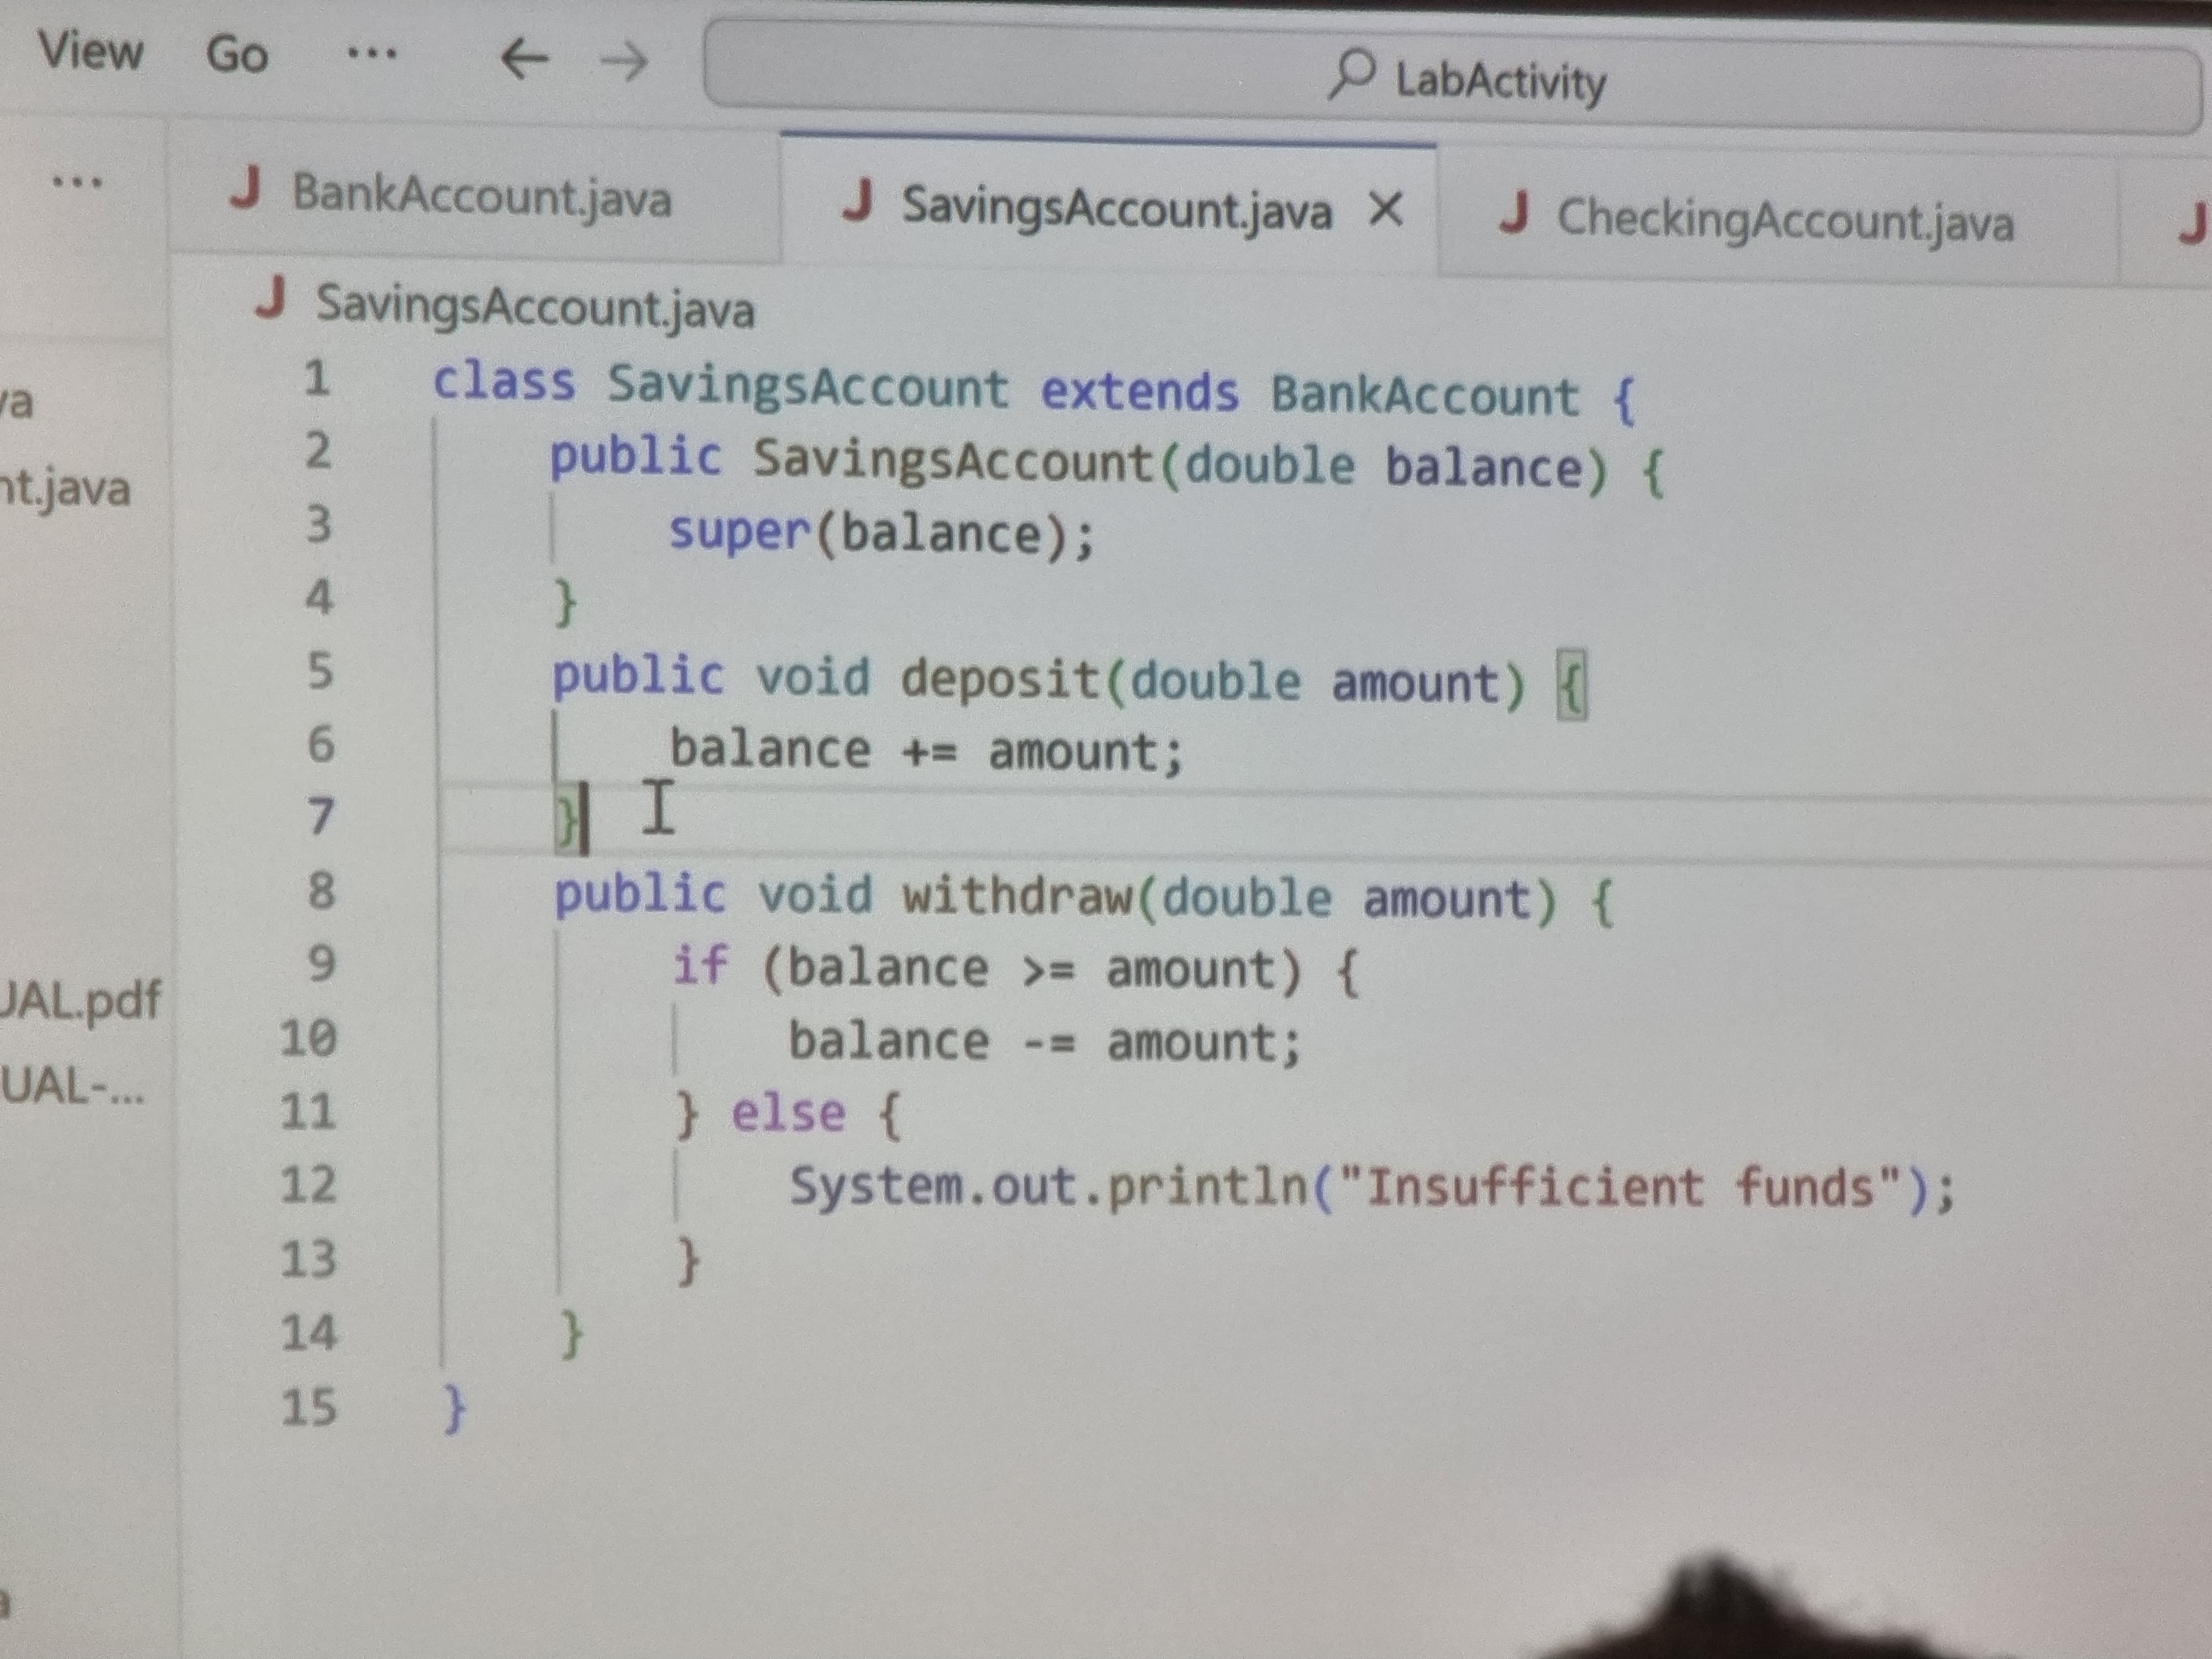 View Go ... ← → LabActivity
... BankAccount.java SavingsAccount.java × CheckingAccount.java
SavingsAccount.java
1 class SavingsAccount extends BankAccount {
2     public SavingsAccount(double balance) {
3         super(balance);
4     }
5     public void deposit(double amount) {
6         balance += amount;
7     }
8     public void withdraw(double amount) {
9         if (balance >= amount) {
10             balance -= amount;
11         } else {
12             System.out.println("Insufficient funds");
13         }
14     }
15 }
va
nt.java
UAL.pdf
UAL-...